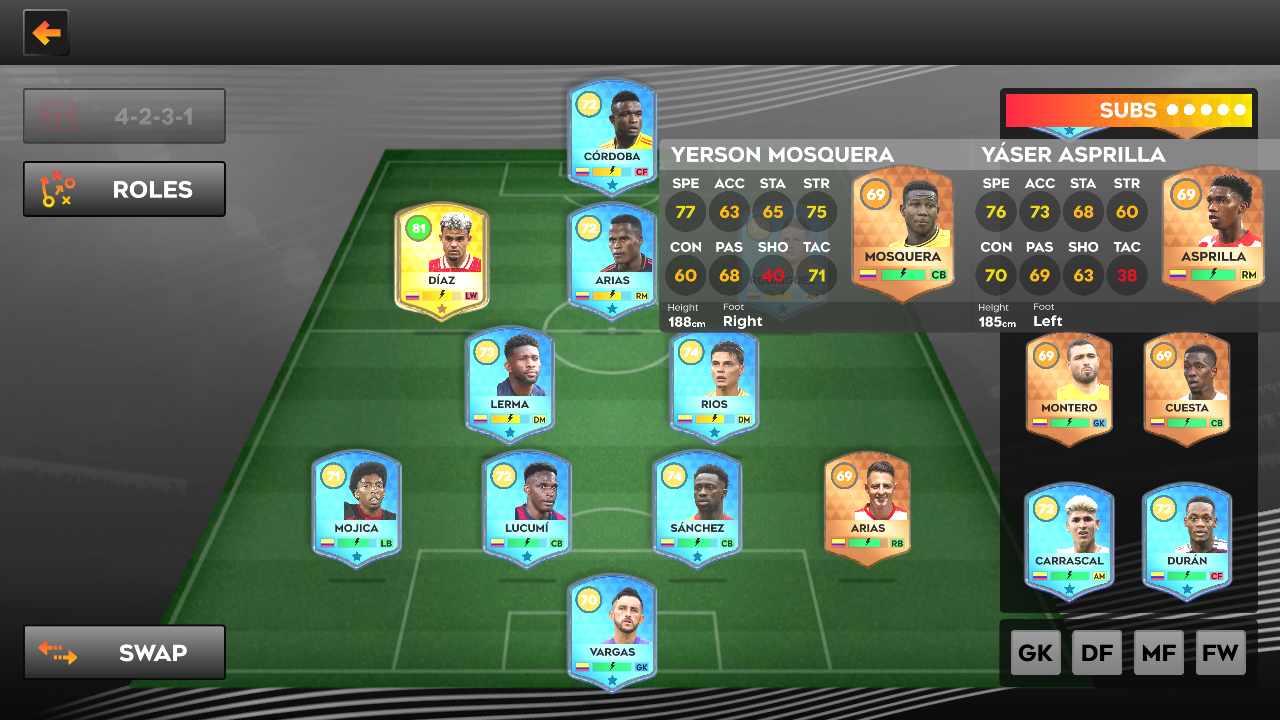 4-2-3-1
ROLES
SWAP
72
CÓRDOBA
CF
81
DÍAZ
LW
72
ARIAS
RM
73
LERMA
DM
74
RIOS
DM
71
MOJICA
LB
72
LUCUMÍ
CB
74
SÁNCHEZ
CB
69
ARIAS
RB
70
VARGAS
GK
SUBS
YERSON MOSQUERA
SPE ACC STA STR
77 63 65 75
CON PAS SHO TAC
60 68 40 71
Height Foot
188cm Right
69
MOSQUERA
CB
YÁSER ASPRILLA
SPE ACC STA STR
76 73 68 60
CON PAS SHO TAC
70 69 63 38
Height Foot
185cm Left
69
ASPRILLA
RM
69
MONTERO
GK
69
CUESTA
CB
72
CARRASCAL
AM
72
DURÁN
CF
GK DF MF FW